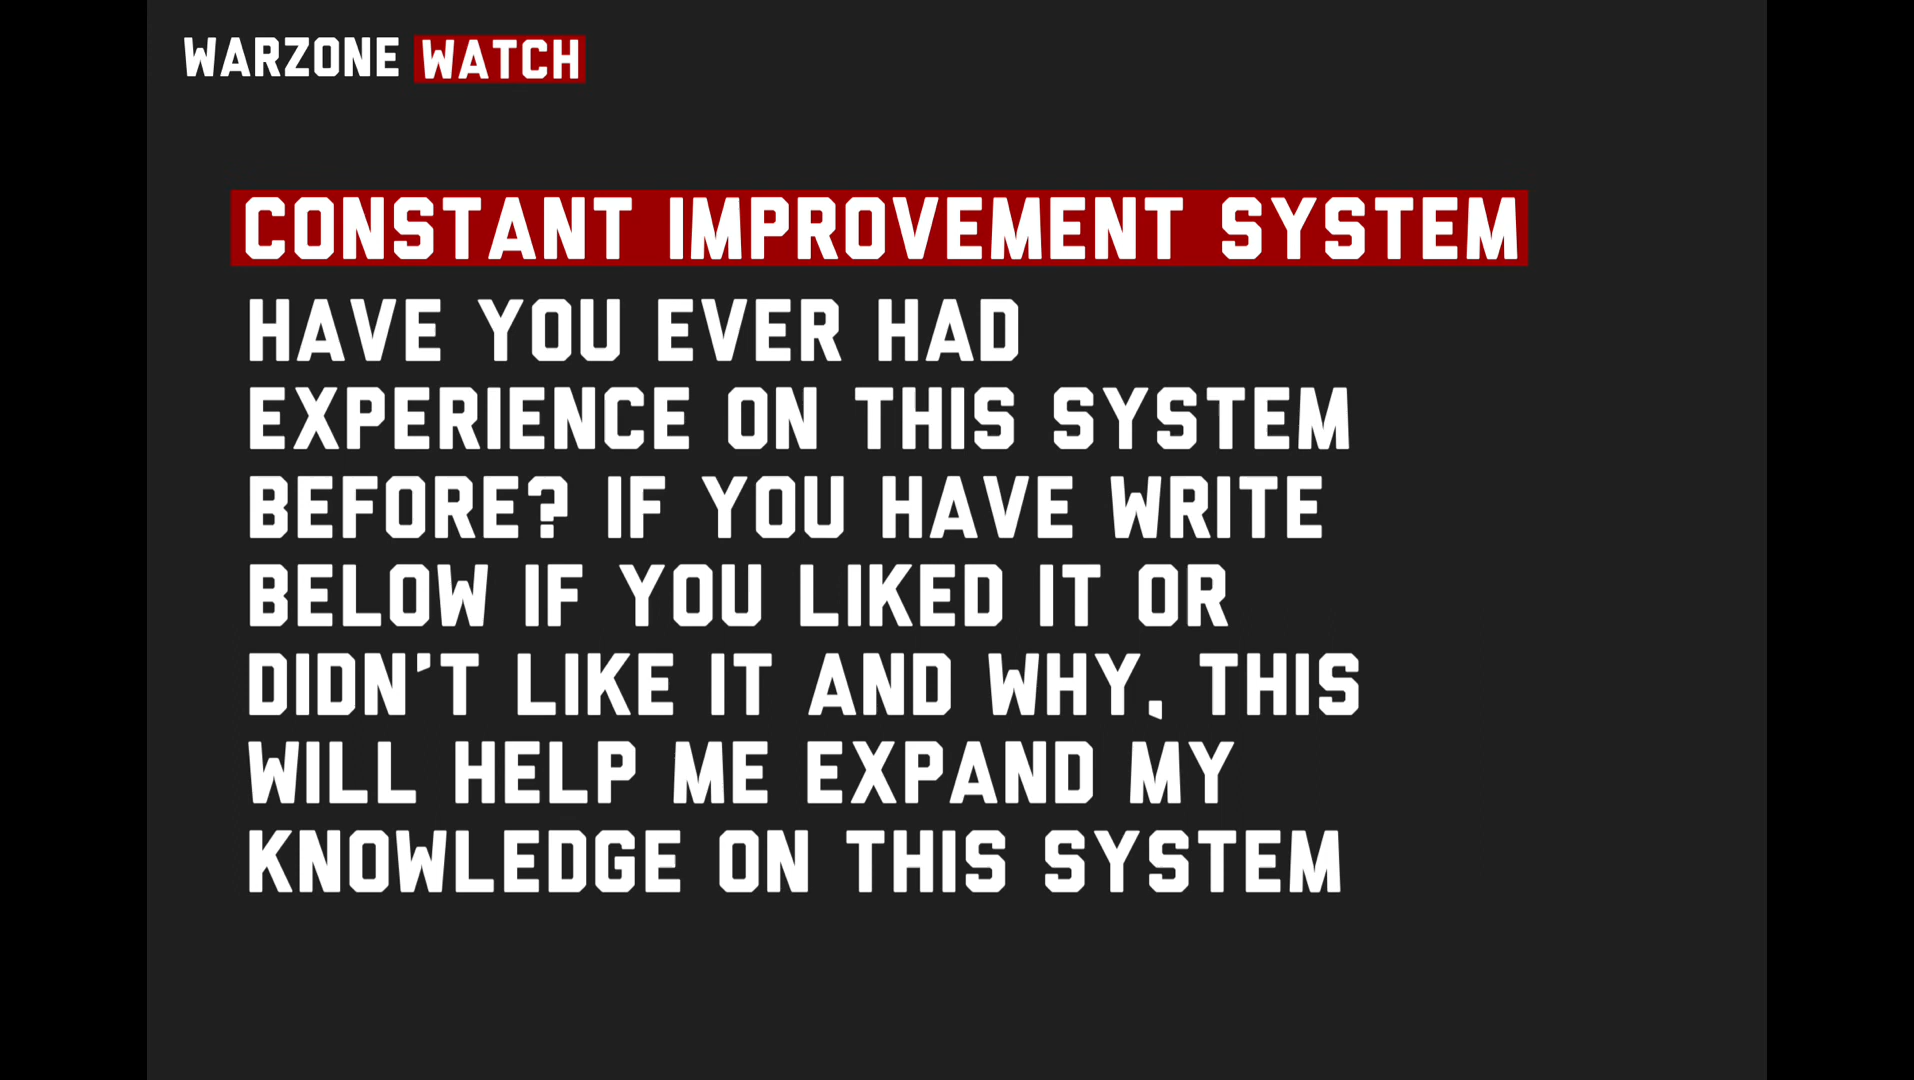 WARZONE WATCH
CONSTANT IMPROVEMENT SYSTEM
HAVE YOU EVER HAD
EXPERIENCE ON THIS SYSTEM
BEFORE? IF YOU HAVE WRITE
BELOW IF YOU LIKED IT OR
DIDN'T LIKE IT AND WHY, THIS
WILL HELP ME EXPAND MY
KNOWLEDGE ON THIS SYSTEM